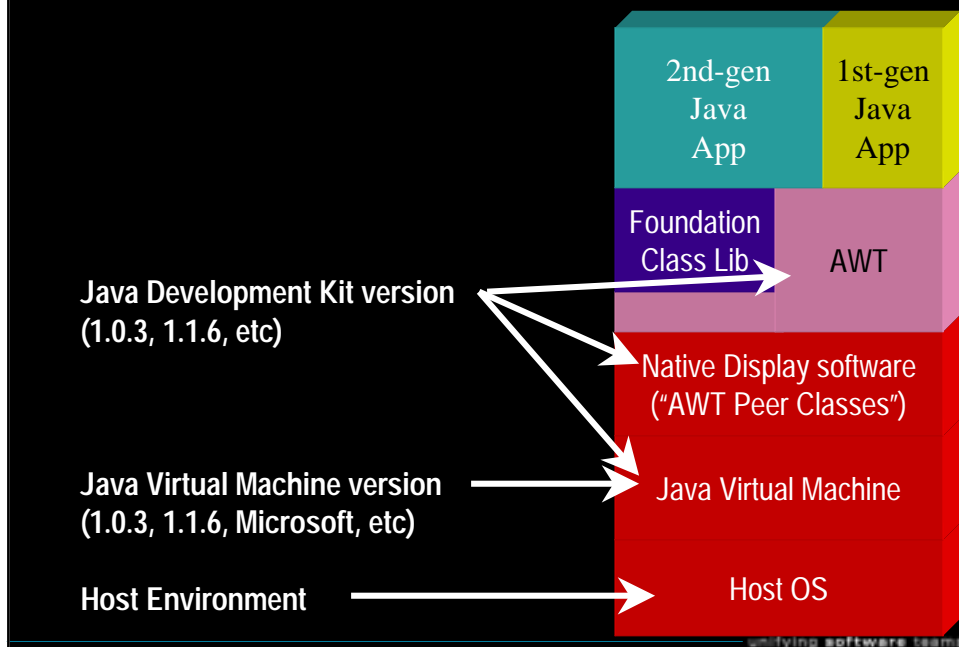 2nd-gen
Java
App
1st-gen
Java
App
Foundation
Class Lib
AWT
Java Development Kit version
(1.0.3, 1.1.6, etc)
Native Display software
(“AWT Peer Classes”)
Java Virtual Machine version
(1.0.3, 1.1.6, Microsoft, etc)
Java Virtual Machine
Host Environment
Host OS
unifying software teams